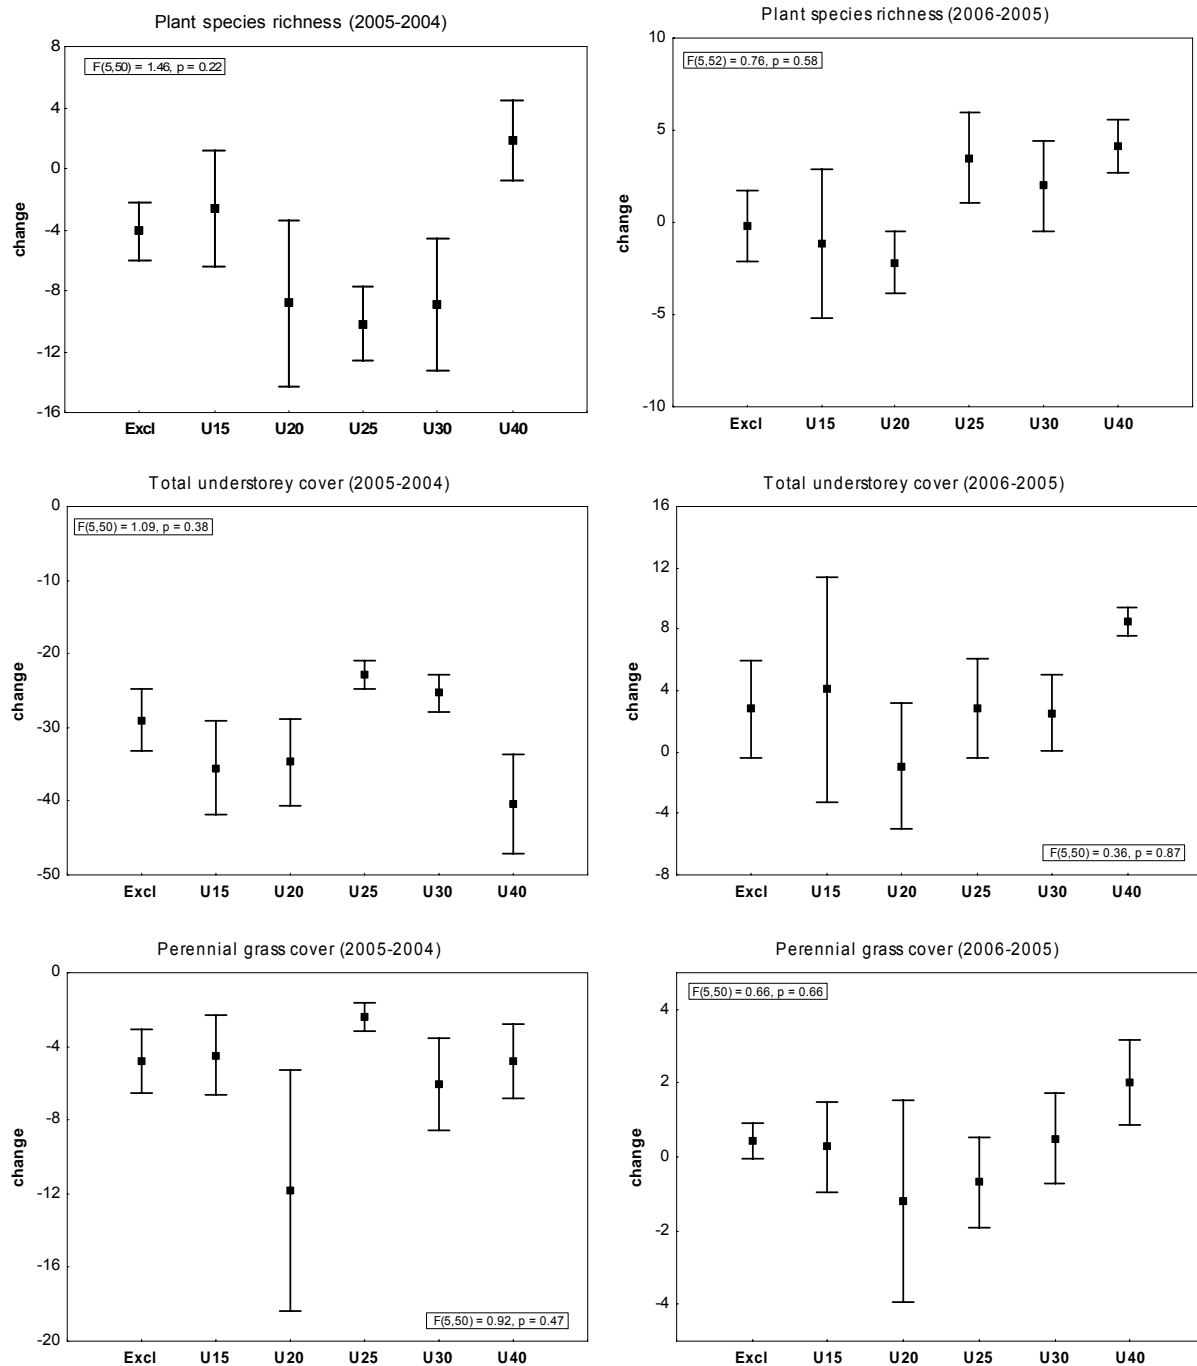 Plant species richness (2005-2004)
F(5,50) = 1.46, p = 0.22
8
4
0
-4
-8
-12
-16
change
Excl U15 U20 U25 U30 U40
Plant species richness (2006-2005)
F(5,52) = 0.76, p = 0.58
10
5
0
-5
-10
change
Excl U15 U20 U25 U30 U40
Total understorey cover (2005-2004)
F(5,50) = 1.09, p = 0.38
0
-10
-20
-30
-40
-50
change
Excl U15 U20 U25 U30 U40
Total understorey cover (2006-2005)
16
12
8
4
0
-4
-8
change
F(5,50) = 0.36, p = 0.87
Excl U15 U20 U25 U30 U40
Perennial grass cover (2005-2004)
0
-4
-8
-12
-16
-20
change
F(5,50) = 0.92, p = 0.47
Excl U15 U20 U25 U30 U40
Perennial grass cover (2006-2005)
F(5,50) = 0.66, p = 0.66
4
2
0
-2
-4
change
Excl U15 U20 U25 U30 U40